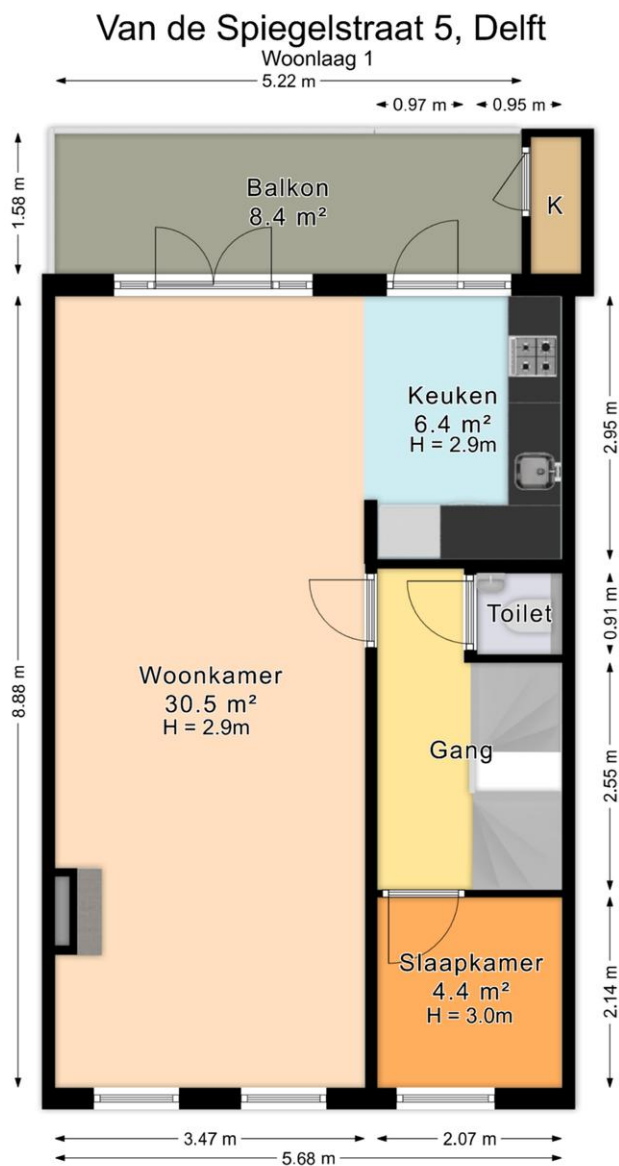 Van de Spiegelstraat 5, Delft
Woonlaag 1
5.22 m
0.97 m
0.95 m
1.58 m
Balkon
8.4 m²
K
8.88 m
Keuken
6.4 m²
H = 2.9m
2.95 m
Toilet
0.91 m
Woonkamer
30.5 m²
H = 2.9m
Gang
2.55 m
Slaapkamer
4.4 m²
H = 3.0m
2.14 m
3.47 m
2.07 m
5.68 m